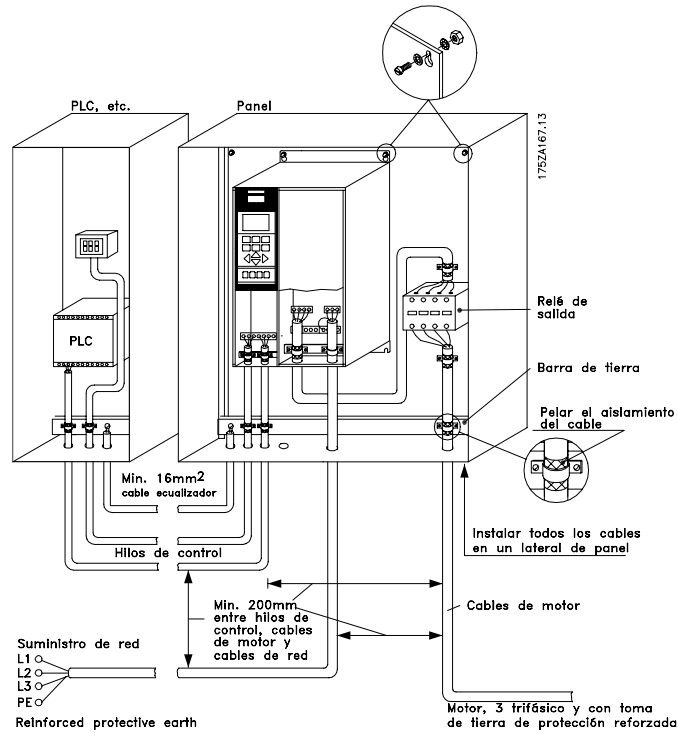 PLC, etc.
Panel
175ZA167.13
PLC
Relé de
salida
Barra de tierra
Pelar el aislamiento
del cable
Min. 16mm2
cable ecualizador
Hilos de control
Instalar todos los cables
en un lateral de panel
Min. 200mm
entre hilos de
control, cables
de motor y
cables de red
Cables de motor
Suministro de red
L1
L2
L3
PE
Reinforced protective earth
Motor, 3 trifásico y con toma
de tierra de protección reforzada